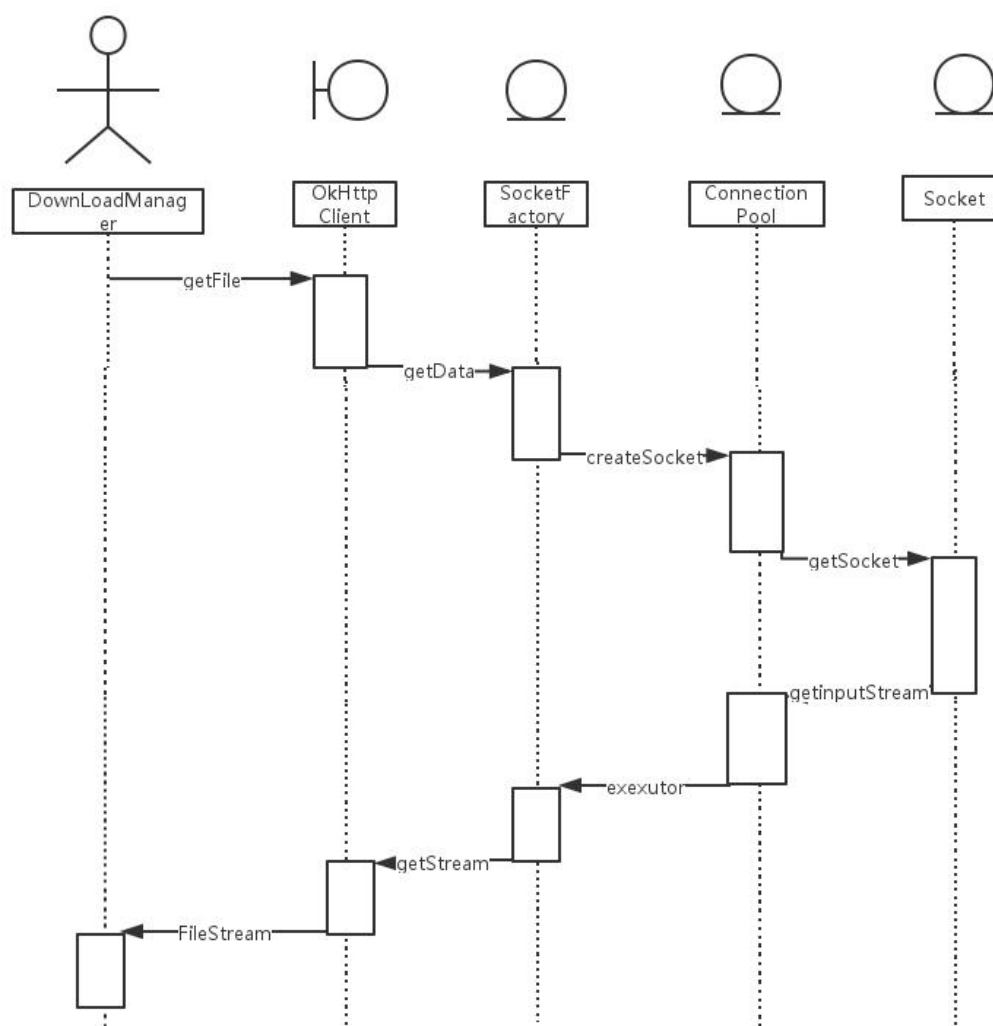 DownLoadManag
er
OkHttp
Client
SocketF
actory
Connection
Pool
Socket
getFile
getData
createSocket
getSocket
getinputStream
exexutor
getStream
FileStream